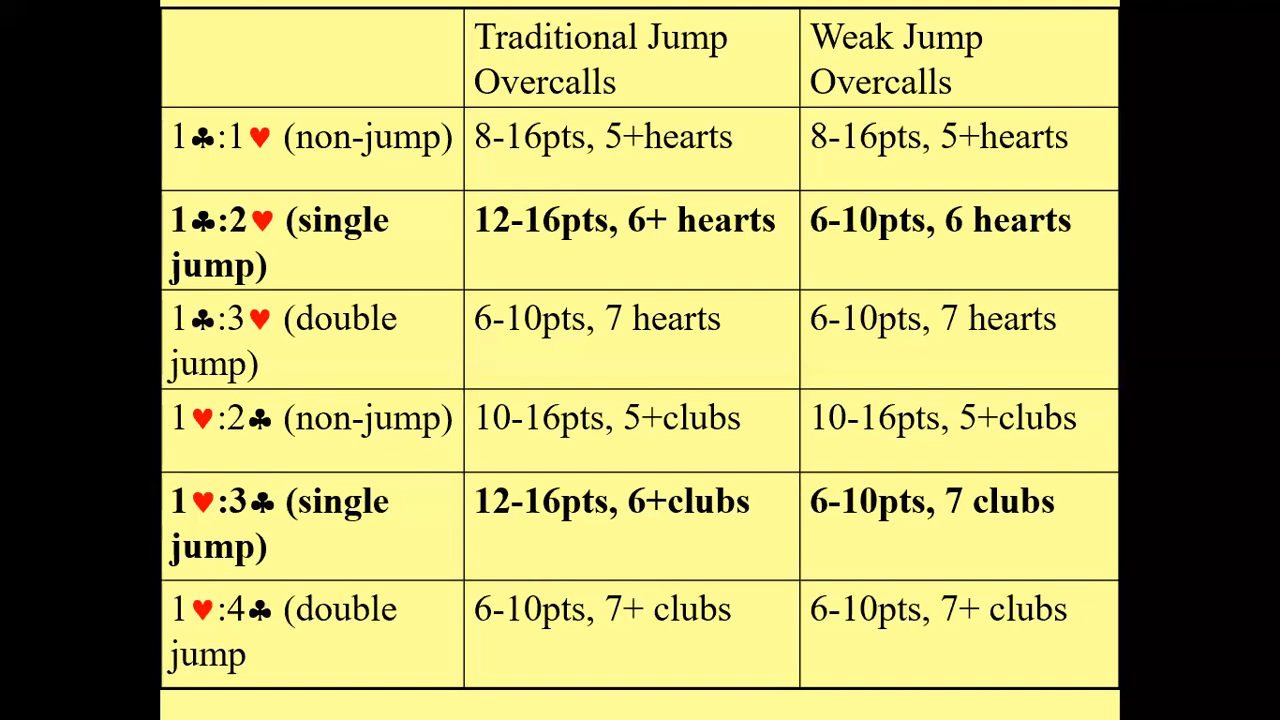 Traditional Jump
Overcalls
Weak Jump
Overcalls
1♣:1♥ (non-jump)
8-16pts, 5+hearts
8-16pts, 5+hearts
1♣:2♥ (single
jump)
12-16pts, 6+ hearts
6-10pts, 6 hearts
1♣:3♥ (double
jump)
6-10pts, 7 hearts
6-10pts, 7 hearts
1♥:2♣ (non-jump)
10-16pts, 5+clubs
10-16pts, 5+clubs
1♥:3♣ (single
jump)
12-16pts, 6+clubs
6-10pts, 7 clubs
1♥:4♣ (double
jump
6-10pts, 7+ clubs
6-10pts, 7+ clubs